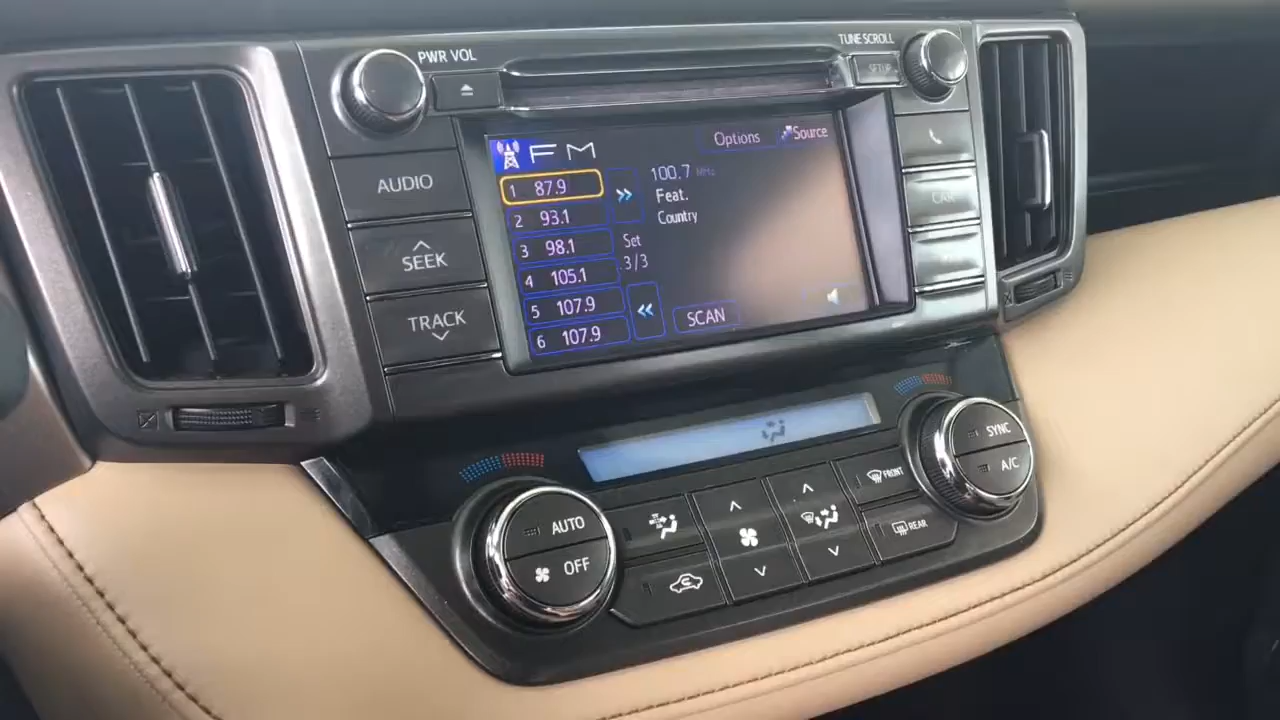 PWR VOL
TUNE SCROLL
SETUP
AUDIO
SEEK
TRACK
CAR
FM
Options
Source
1 87.9
2 93.1
3 98.1
4 105.1
5 107.9
6 107.9
100.7 MHz
Feat.
Country
Set
3/3
SCAN
AUTO
OFF
FRONT
REAR
SYNC
A/C